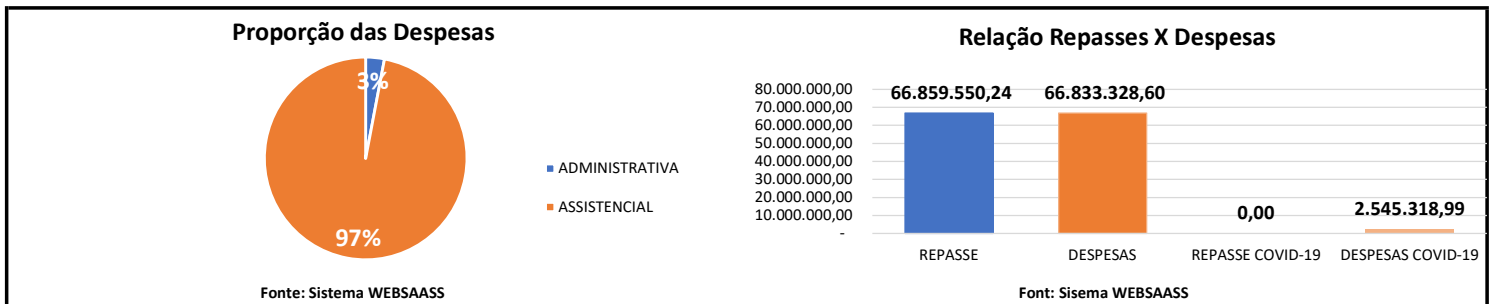 Proporção das Despesas
3%
97%
ADMINISTRATIVA
ASSISTENCIAL
Fonte: Sistema WEBSAASS
Relação Repasses X Despesas
80.000.000,00
70.000.000,00
60.000.000,00
50.000.000,00
40.000.000,00
30.000.000,00
20.000.000,00
10.000.000,00
-
66.859.550,24 66.833.328,60 0,00 2.545.318,99
REPASSE DESPESAS REPASSE COVID-19 DESPESAS COVID-19
Font: Sisema WEBSAASS